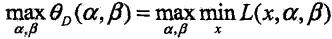 max_{α,β} θ_D(α,β) = max_{α,β} min_x L(x,α,β)